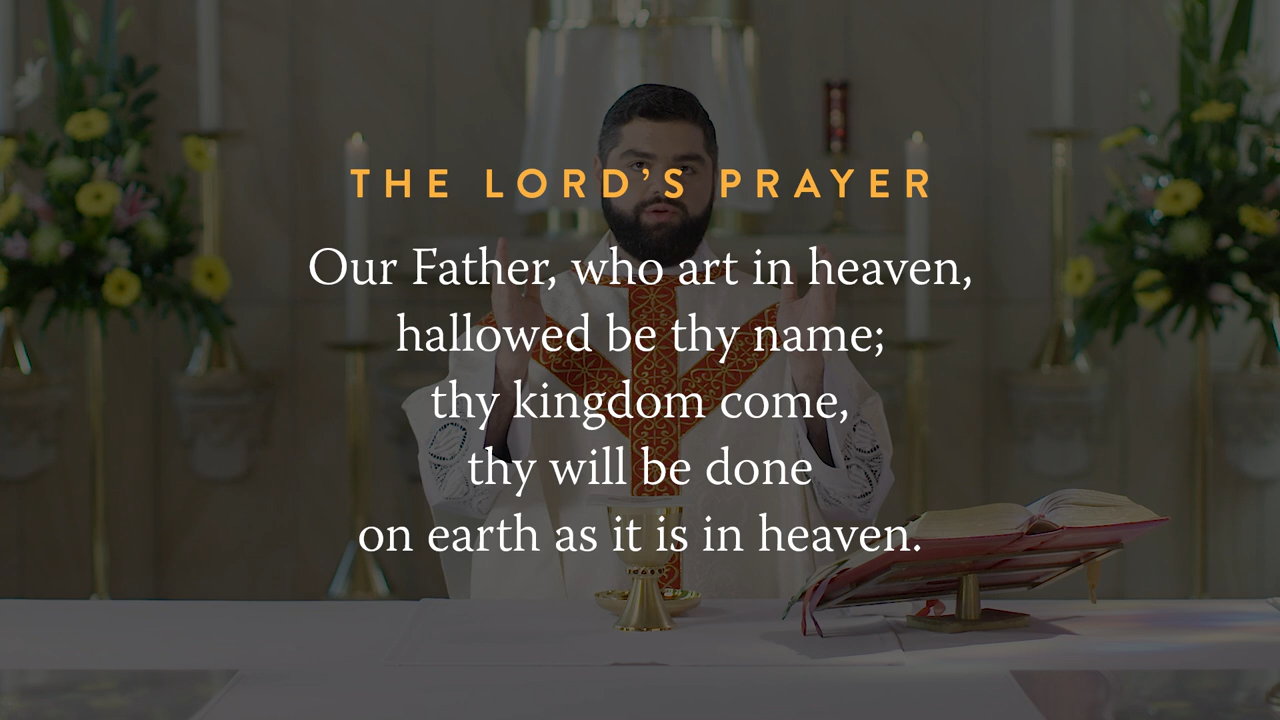 THE LORD'S PRAYER
Our Father, who art in heaven,
hallowed be thy name;
thy kingdom come,
thy will be done
on earth as it is in heaven.